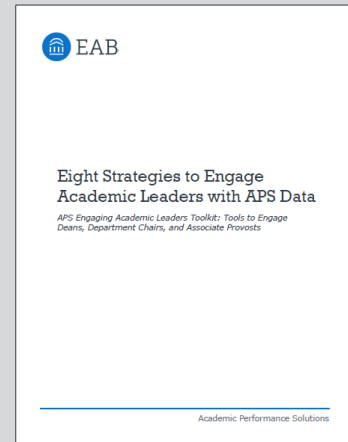 EAB
Eight Strategies to Engage
Academic Leaders with APS Data
APS Engaging Academic Leaders Toolkit: Tools to Engage
Deans, Department Chairs, and Associate Provosts
Academic Performance Solutions